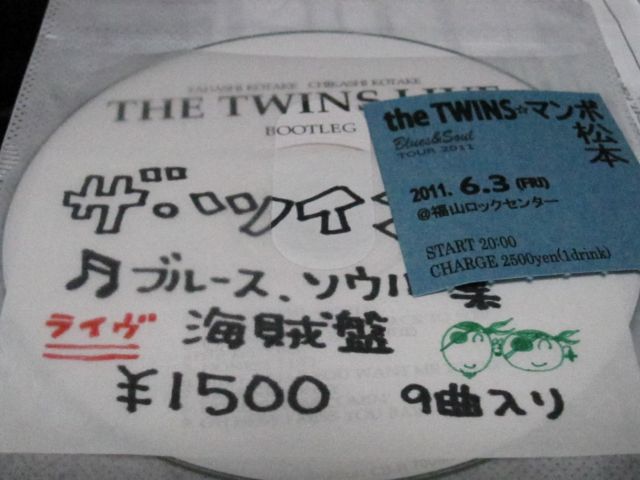 TAHASHI KOTAKE CHIKASHI KOTAKE
THE TWINS LIVE
BOOTLEG
ザ・ツイン
♫ブルース、ソウル
ライヴ 海賊盤
¥1500 9曲入り
the TWINS☆マンボ松本
Blues&Soul
TOUR 2011
2011. 6.3 (FRI)
@福山ロックセンター
START 20:00
CHARGE 2500yen(1drink)